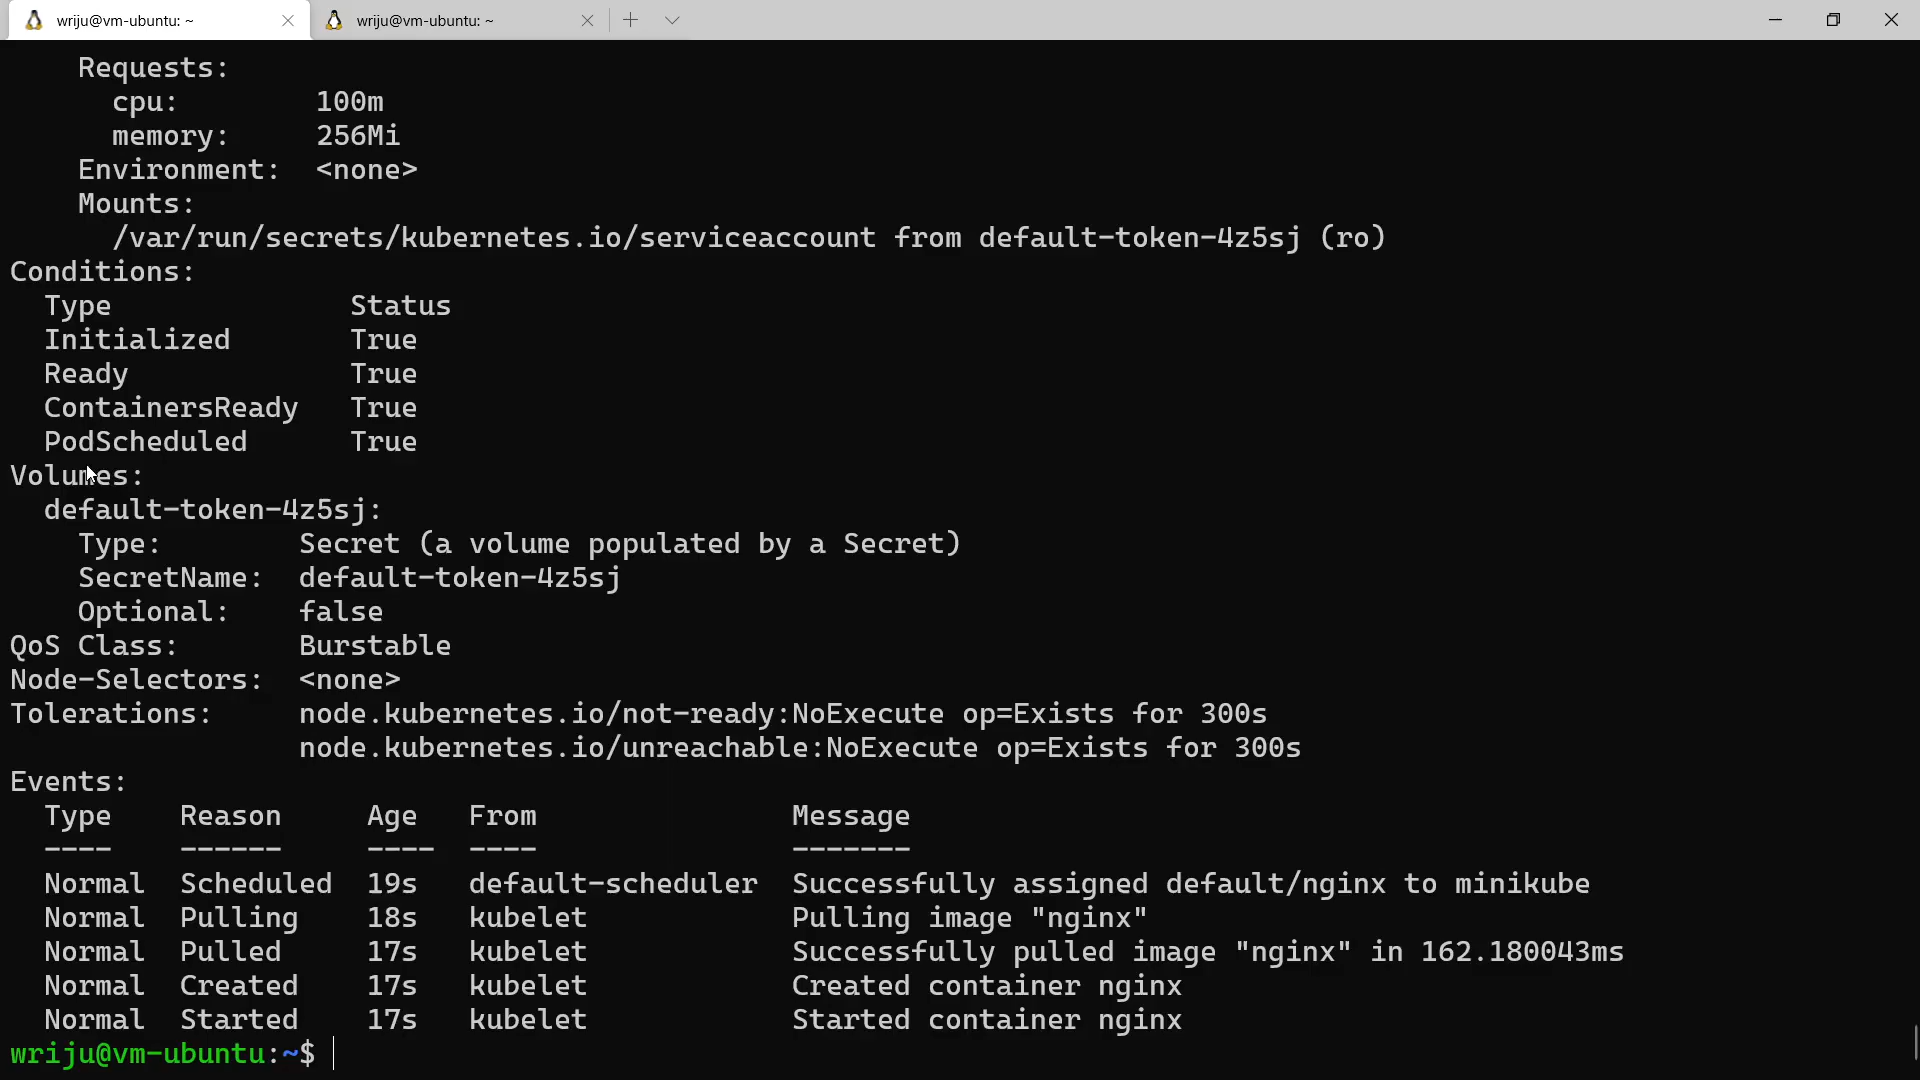 wriju@vm-ubuntu: ~
wriju@vm-ubuntu: ~
Requests:
cpu: 100m
memory: 256Mi
Environment: <none>
Mounts:
/var/run/secrets/kubernetes.io/serviceaccount from default-token-4z5sj (ro)
Conditions:
Type Status
Initialized True
Ready True
ContainersReady True
PodScheduled True
Volumes:
default-token-4z5sj:
Type: Secret (a volume populated by a Secret)
SecretName: default-token-4z5sj
Optional: false
QoS Class: Burstable
Node-Selectors: <none>
Tolerations: node.kubernetes.io/not-ready:NoExecute op=Exists for 300s
node.kubernetes.io/unreachable:NoExecute op=Exists for 300s
Events:
Type Reason Age From Message
---- ------ ---- ---- -------
Normal Scheduled 19s default-scheduler Successfully assigned default/nginx to minikube
Normal Pulling 18s kubelet Pulling image "nginx"
Normal Pulled 17s kubelet Successfully pulled image "nginx" in 162.180043ms
Normal Created 17s kubelet Created container nginx
Normal Started 17s kubelet Started container nginx
wriju@vm-ubuntu:~$